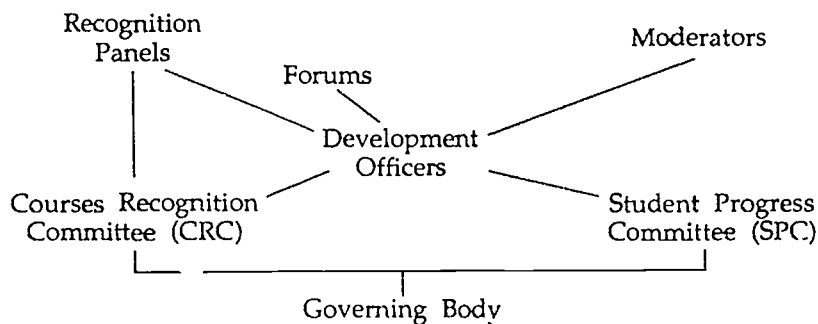 Recognition
Panels
Moderators
Forums
Development
Officers
Courses Recognition
Committee (CRC)
Student Progress
Committee (SPC)
Governing Body